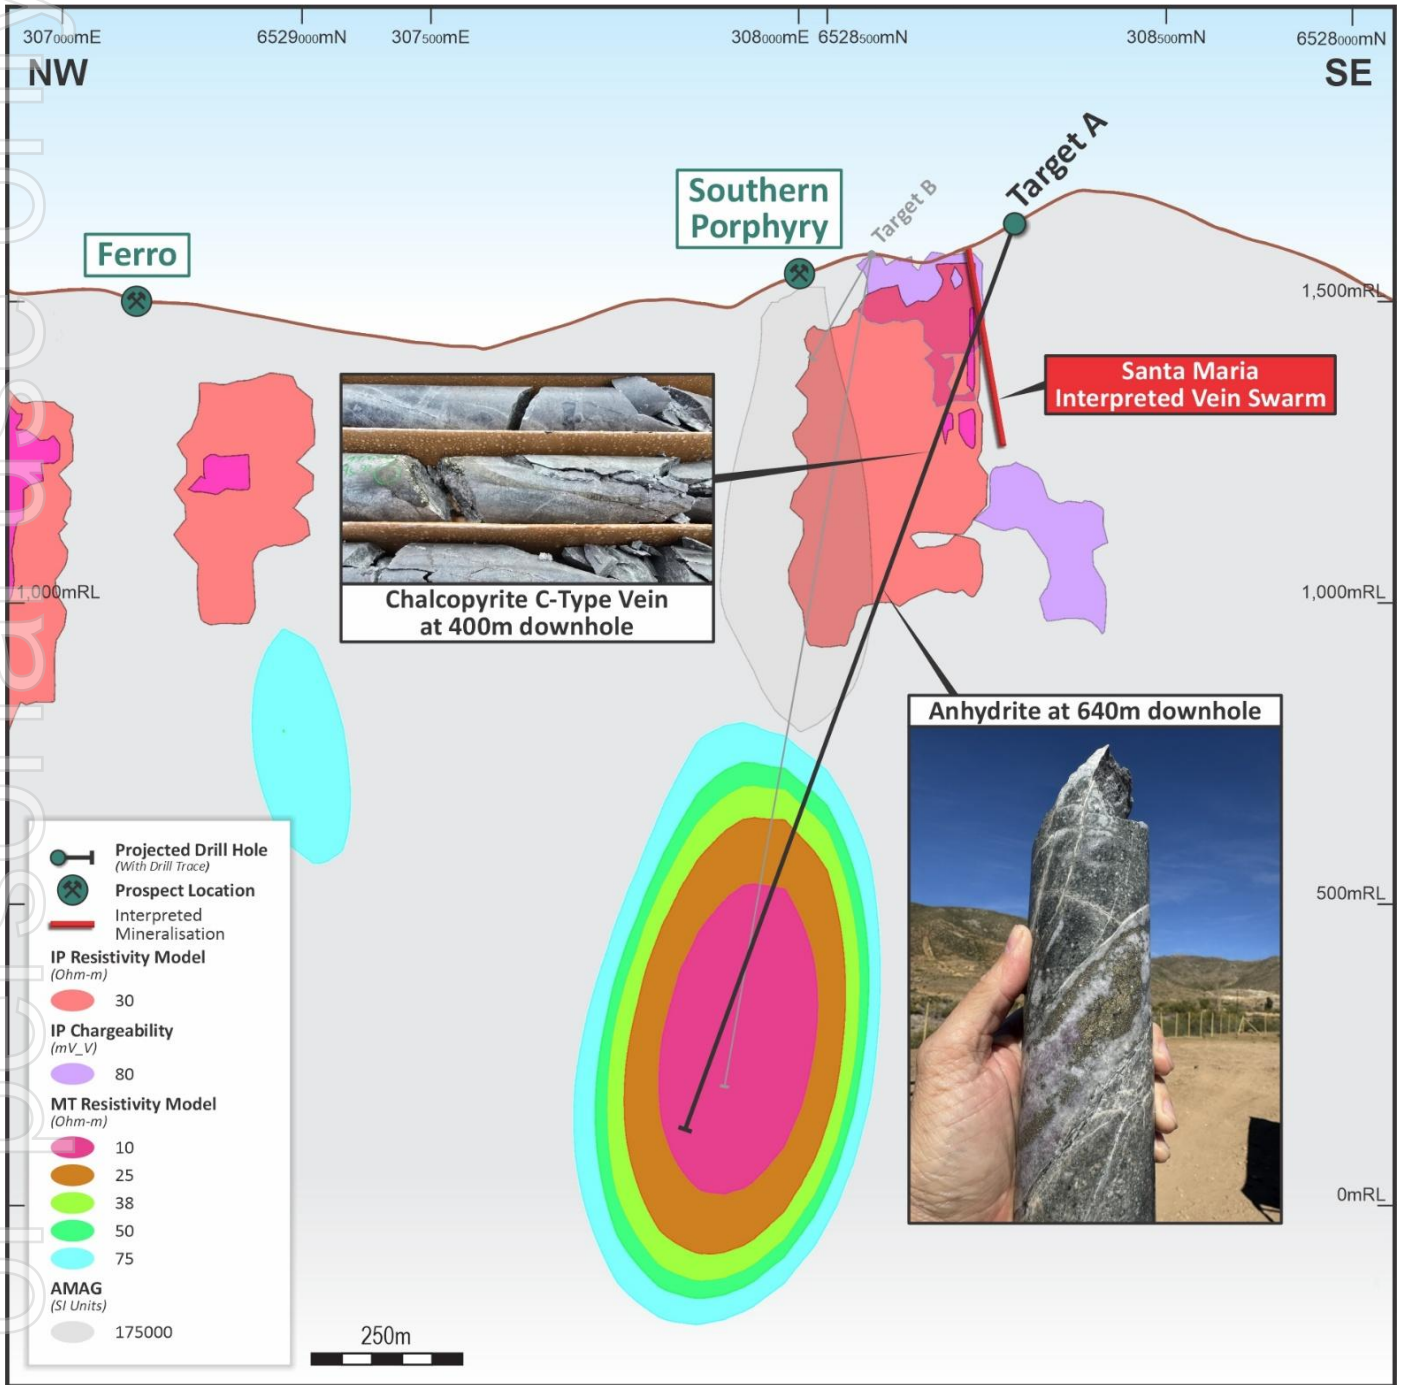 307000mE 6529000mN 307500mE 308000mE 6528500mN 308500mN 6528000mN
NW
SE
Target A
Target B
Southern
Porphyry
Ferro
1,500mRL
Santa Maria
Interpreted Vein Swarm
1,000mRL
1,000mRL
Chalcopyrite C-Type Vein
at 400m downhole
Anhydrite at 640m downhole
500mRL
0mRL
Projected Drill Hole
(With Drill Trace)
Prospect Location
Interpreted
Mineralisation
IP Resistivity Model
(Ohm-m)
30
IP Chargeability
(mV_V)
80
MT Resistivity Model
(Ohm-m)
10
25
38
50
75
AMAG
(SI Units)
175000
250m